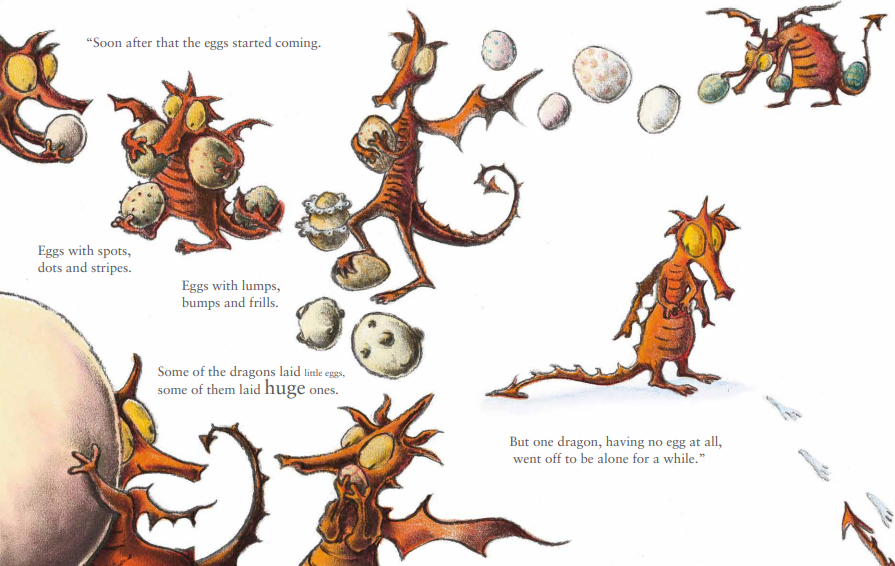 “Soon after that the eggs started coming.
Eggs with spots,
dots and stripes.
Eggs with lumps,
bumps and frills.
Some of the dragons laid little eggs,
some of them laid huge ones.
But one dragon, having no egg at all,
went off to be alone for a while.”